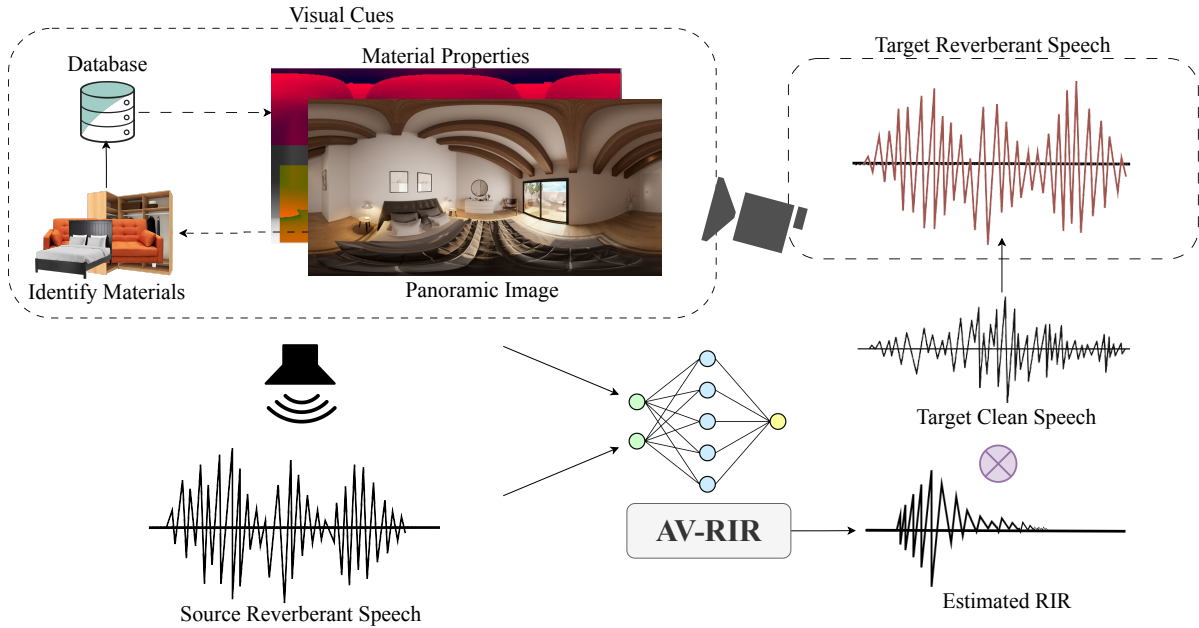 Visual Cues
Database
Material Properties
Identify Materials
Panoramic Image
Target Reverberant Speech
Target Clean Speech
AV-RIR
Source Reverberant Speech
Estimated RIR